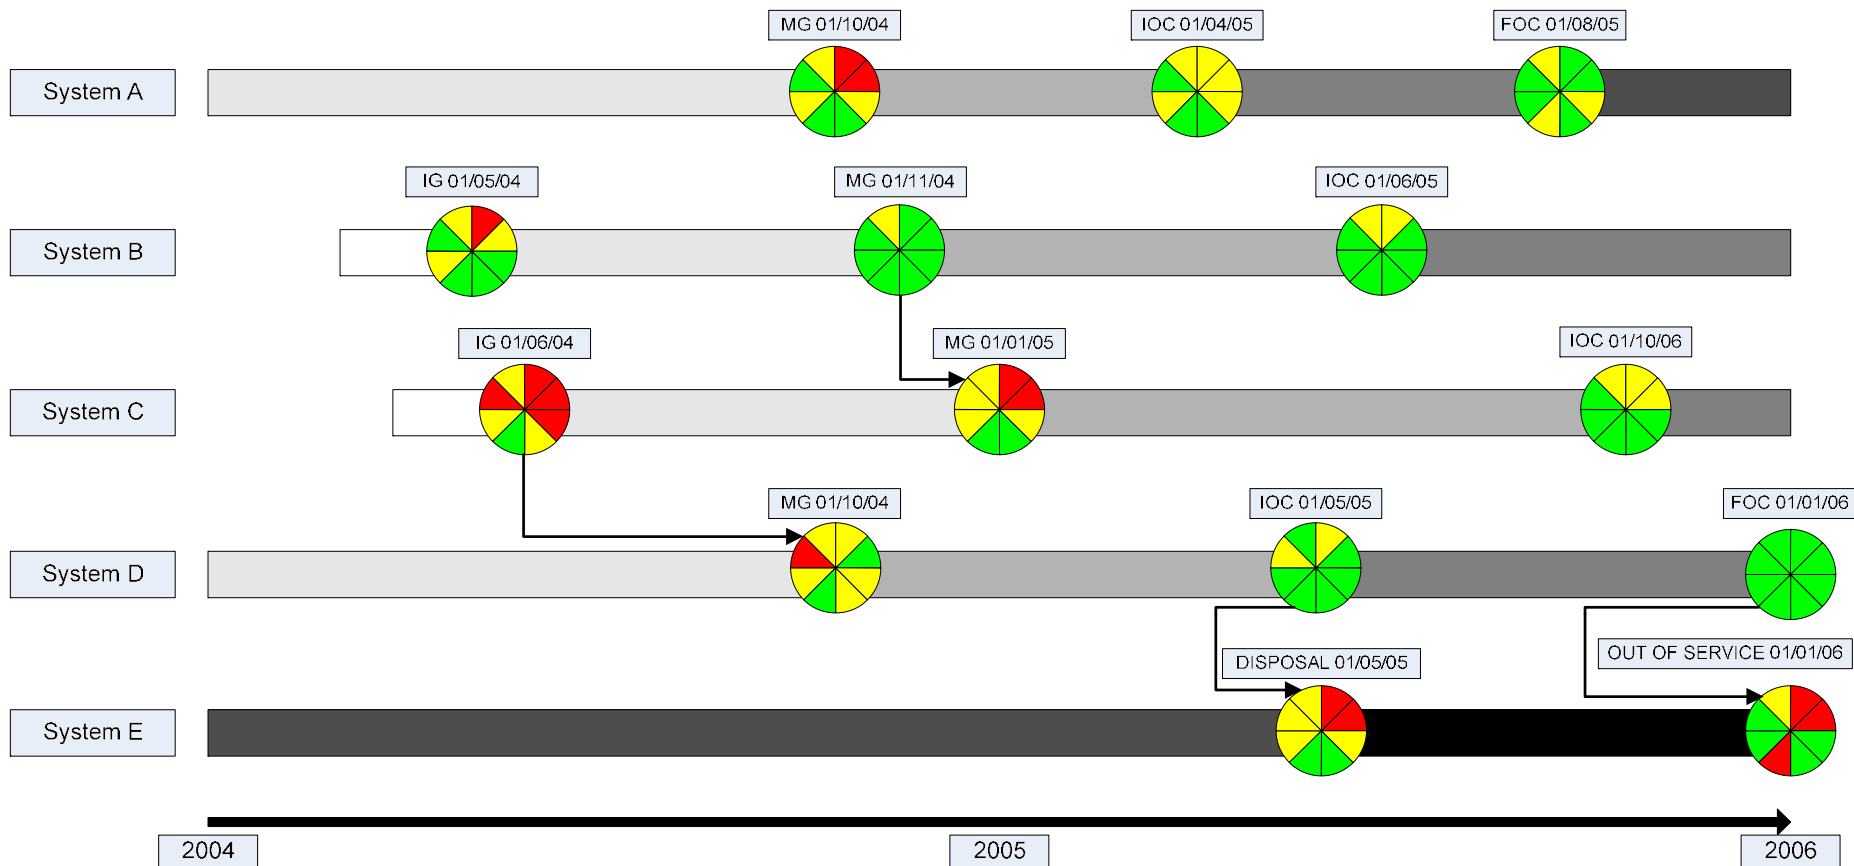 MG 01/10/04
IOC 01/04/05
FOC 01/08/05
System A
IG 01/05/04
MG 01/11/04
IOC 01/06/05
System B
IG 01/06/04
MG 01/01/05
IOC 01/10/06
System C
MG 01/10/04
IOC 01/05/05
FOC 01/01/06
System D
DISPOSAL 01/05/05
OUT OF SERVICE 01/01/06
System E
2004
2005
2006